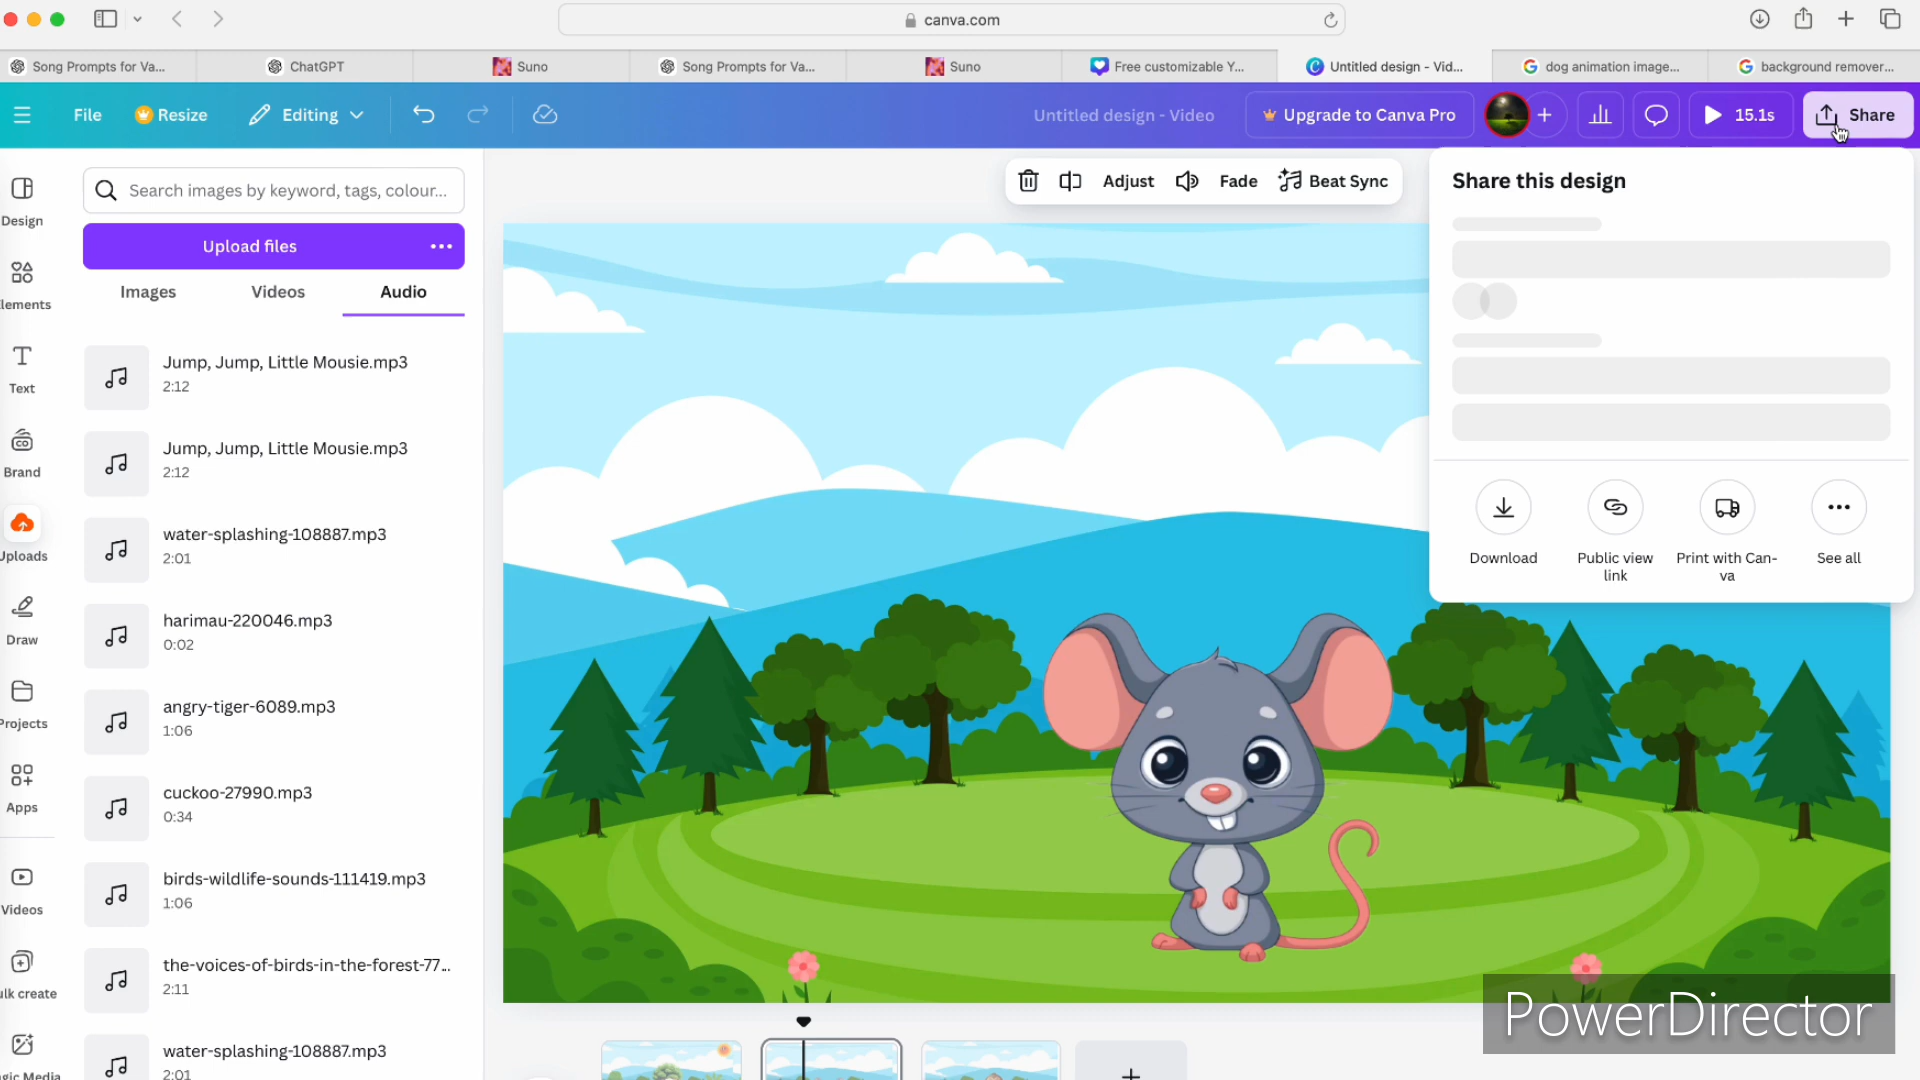 canva.com
Song Prompts for Va...
ChatGPT
Suno
Song Prompts for Va...
Suno
Free customizable Y...
Untitled design - Vid...
dog animation image...
background remover...
File
Resize
Editing
Untitled design - Video
Upgrade to Canva Pro
15.1s
Share
Search images by keyword, tags, colour...
Upload files
Images
Videos
Audio
Adjust
Fade
Beat Sync
Share this design
Download
Public view
link
Print with Can-
va
See all
Design
lements
Text
Brand
Uploads
Draw
Projects
Apps
Videos
ulk create
agic Media
Jump, Jump, Little Mousie.mp3
2:12
Jump, Jump, Little Mousie.mp3
2:12
water-splashing-108887.mp3
2:01
harimau-220046.mp3
0:02
angry-tiger-6089.mp3
1:06
cuckoo-27990.mp3
0:34
birds-wildlife-sounds-111419.mp3
1:06
the-voices-of-birds-in-the-forest-77...
2:11
water-splashing-108887.mp3
2:01
PowerDirector